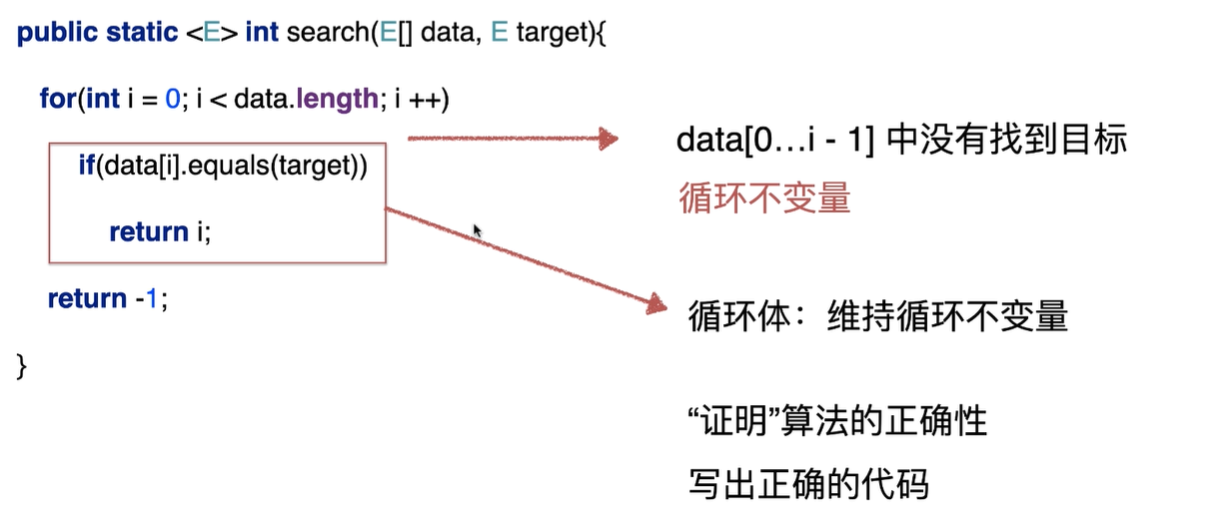 public static <E> int search(E[] data, E target){
for(int i = 0; i < data.length; i ++)
if(data[i].equals(target))
return i;
return -1;
}
data[0…i - 1] 中没有找到目标
循环不变量
循环体：维持循环不变量
“证明”算法的正确性
写出正确的代码